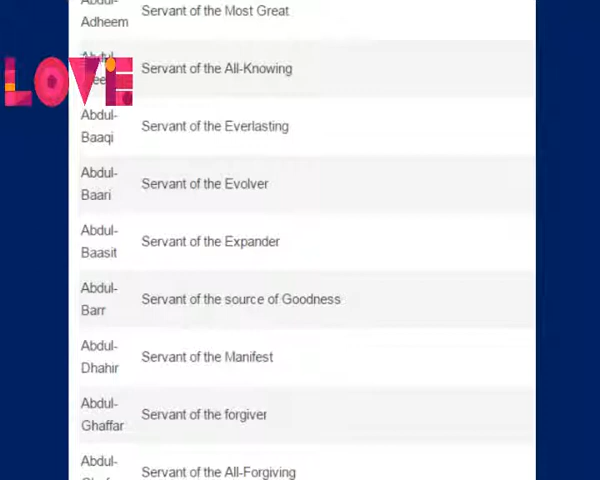 Abdul-
Adheem
Servant of the Most Great
LOVE
Servant of the All-Knowing
Abdul-
Baaqi
Servant of the Everlasting
Abdul-
Baari
Servant of the Evolver
Abdul-
Baasit
Servant of the Expander
Abdul-
Barr
Servant of the source of Goodness
Abdul-
Dhahir
Servant of the Manifest
Abdul-
Ghaffar
Servant of the forgiver
Abdul-
Servant of the All-Forgiving